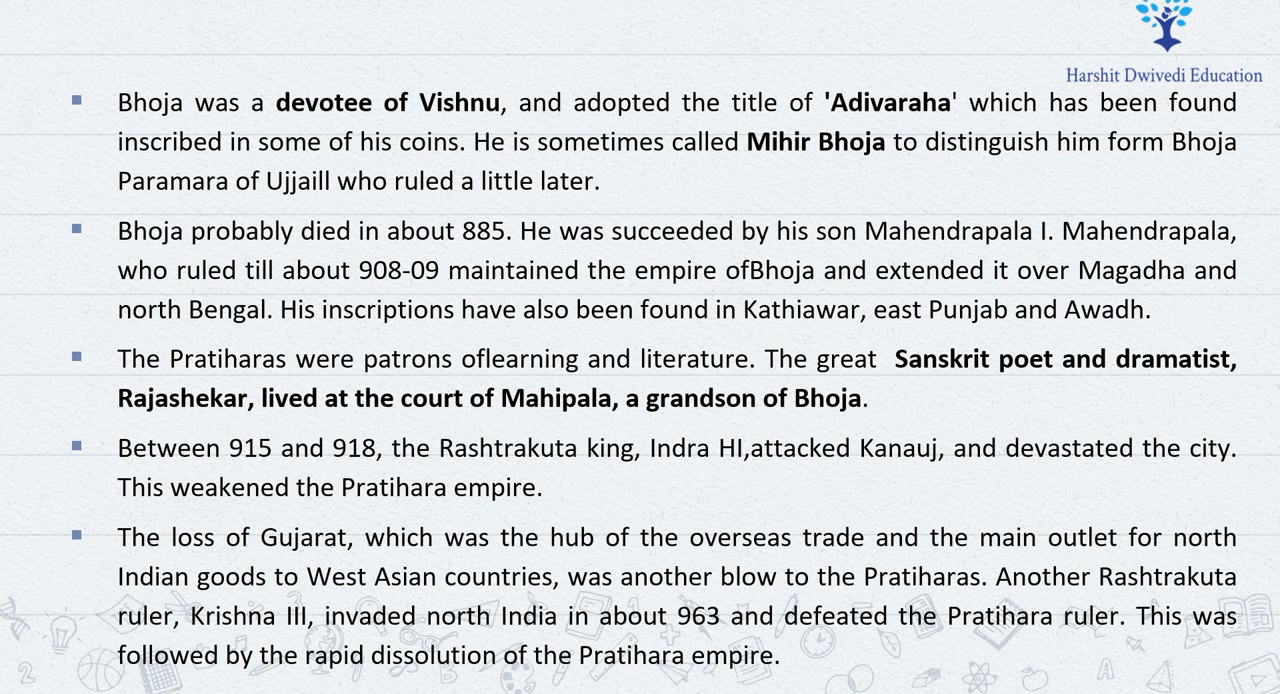 Harshit Dwivedi Education
Bhoja was a devotee of Vishnu, and adopted the title of 'Adivaraha' which has been found
inscribed in some of his coins. He is sometimes called Mihir Bhoja to distinguish him form Bhoja
Paramara of Ujjaill who ruled a little later.
Bhoja probably died in about 885. He was succeeded by his son Mahendrapala I. Mahendrapala,
who ruled till about 908-09 maintained the empire ofBhoja and extended it over Magadha and
north Bengal. His inscriptions have also been found in Kathiawar, east Punjab and Awadh.
The Pratiharas were patrons oflearning and literature. The great Sanskrit poet and dramatist,
Rajashekar, lived at the court of Mahipala, a grandson of Bhoja.
Between 915 and 918, the Rashtrakuta king, Indra HI,attacked Kanauj, and devastated the city.
This weakened the Pratihara empire.
The loss of Gujarat, which was the hub of the overseas trade and the main outlet for north
Indian goods to West Asian countries, was another blow to the Pratiharas. Another Rashtrakuta
ruler, Krishna III, invaded north India in about 963 and defeated the Pratihara ruler. This was
followed by the rapid dissolution of the Pratihara empire.